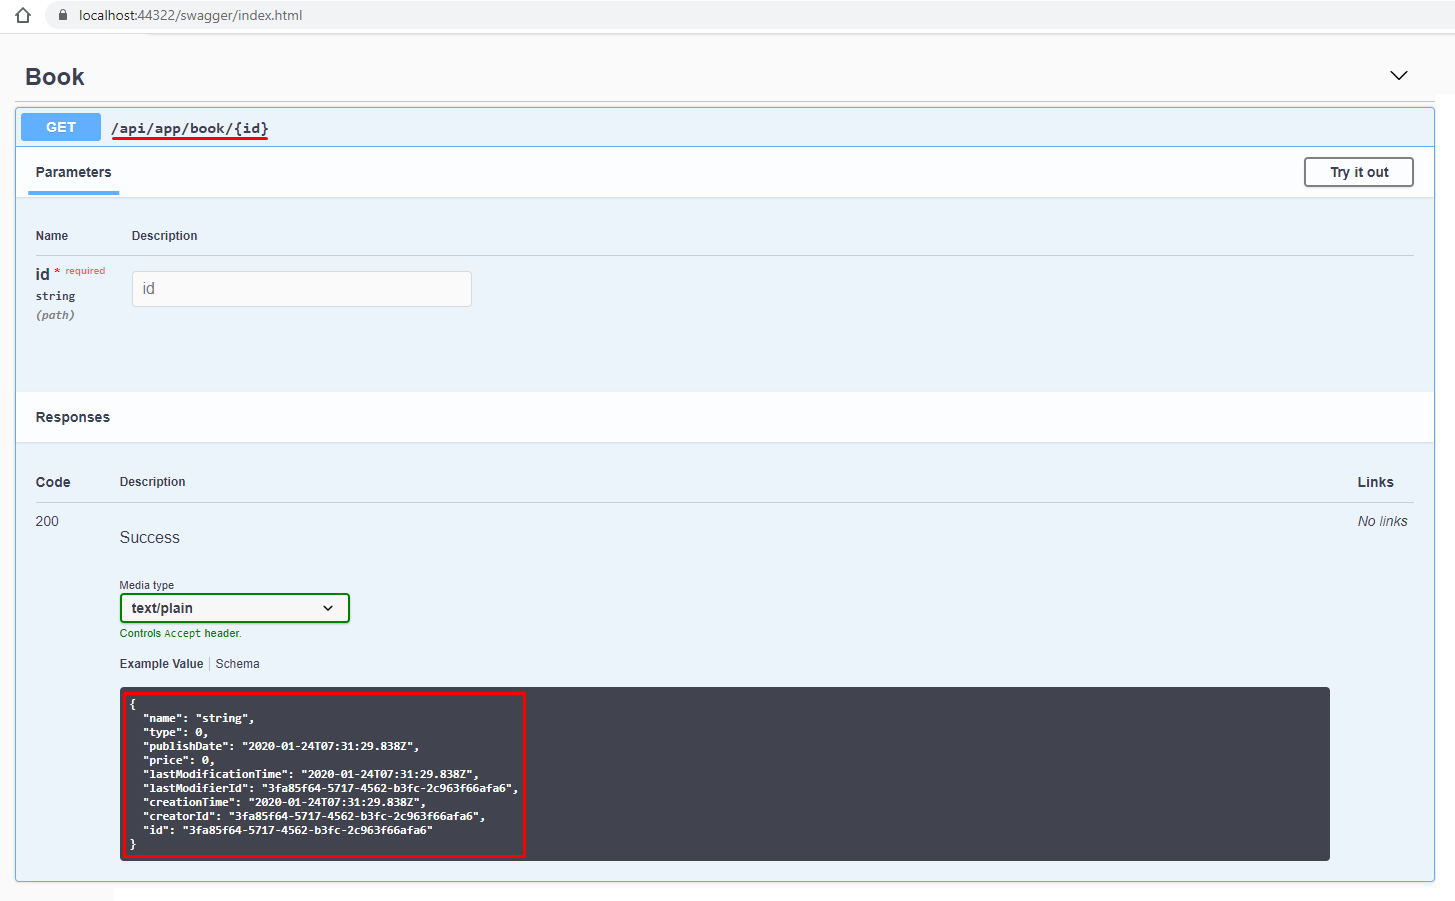 localhost:44322/swagger/index.html
Book
GET /api/app/book/{id}
Parameters
Try it out
Name Description
id * required
string
(path)
id
Responses
Code Description Links
200 Success No links
Media type
text/plain
Controls Accept header.
Example Value Schema
{
  "name": "string",
  "type": 0,
  "publishDate": "2020-01-24T07:31:29.838Z",
  "price": 0,
  "lastModificationTime": "2020-01-24T07:31:29.838Z",
  "lastModifierId": "3fa85f64-5717-4562-b3fc-2c963f66afa6",
  "creationTime": "2020-01-24T07:31:29.838Z",
  "creatorId": "3fa85f64-5717-4562-b3fc-2c963f66afa6",
  "id": "3fa85f64-5717-4562-b3fc-2c963f66afa6"
}